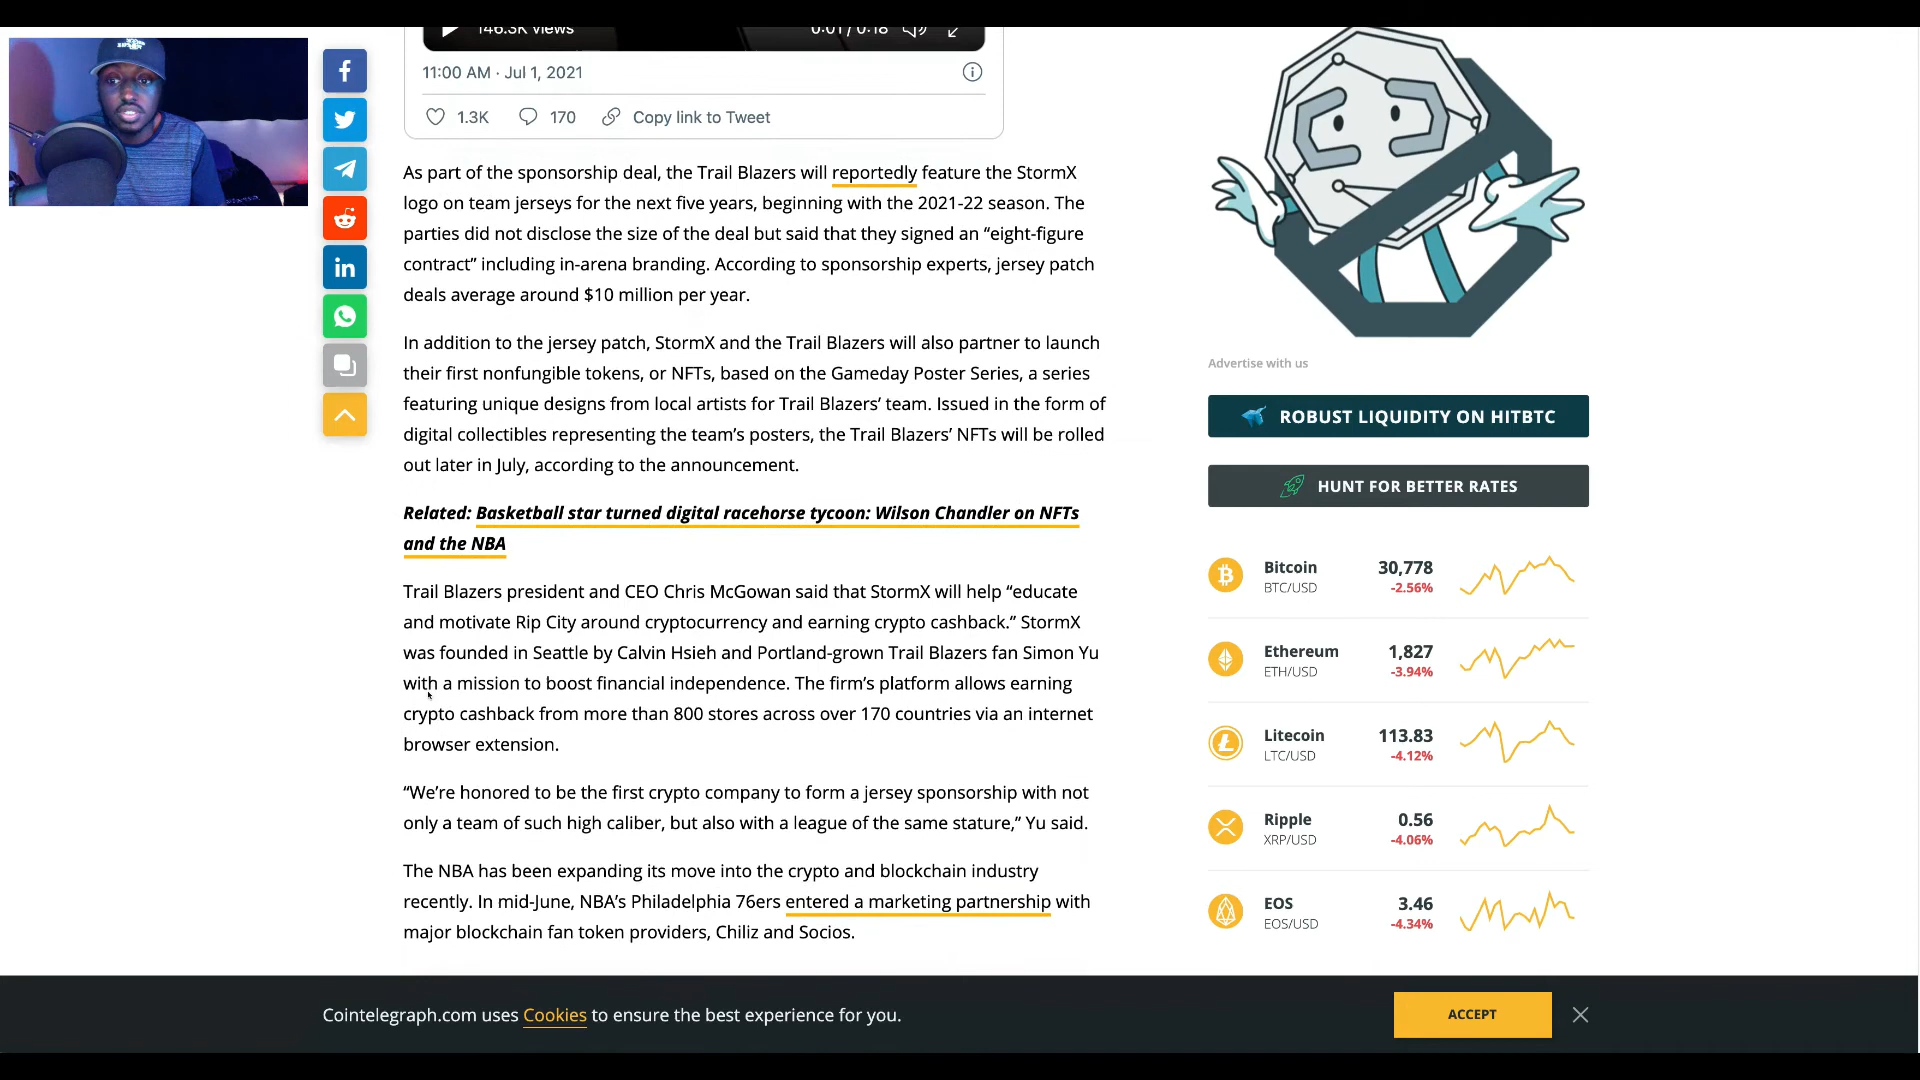 146.3K views
0:01 / 0:18
11:00 AM · Jul 1, 2021
1.3K
170
Copy link to Tweet
As part of the sponsorship deal, the Trail Blazers will reportedly feature the StormX
logo on team jerseys for the next five years, beginning with the 2021-22 season. The
parties did not disclose the size of the deal but said that they signed an “eight-figure
contract” including in-arena branding. According to sponsorship experts, jersey patch
deals average around $10 million per year.
In addition to the jersey patch, StormX and the Trail Blazers will also partner to launch
their first nonfungible tokens, or NFTs, based on the Gameday Poster Series, a series
featuring unique designs from local artists for Trail Blazers’ team. Issued in the form of
digital collectibles representing the team’s posters, the Trail Blazers’ NFTs will be rolled
out later in July, according to the announcement.
Related: Basketball star turned digital racehorse tycoon: Wilson Chandler on NFTs
and the NBA
Trail Blazers president and CEO Chris McGowan said that StormX will help “educate
and motivate Rip City around cryptocurrency and earning crypto cashback.” StormX
was founded in Seattle by Calvin Hsieh and Portland-grown Trail Blazers fan Simon Yu
with a mission to boost financial independence. The firm’s platform allows earning
crypto cashback from more than 800 stores across over 170 countries via an internet
browser extension.
“We’re honored to be the first crypto company to form a jersey sponsorship with not
only a team of such high caliber, but also with a league of the same stature,” Yu said.
The NBA has been expanding its move into the crypto and blockchain industry
recently. In mid-June, NBA’s Philadelphia 76ers entered a marketing partnership with
major blockchain fan token providers, Chiliz and Socios.
Advertise with us
ROBUST LIQUIDITY ON HITBTC
HUNT FOR BETTER RATES
Bitcoin 30,778
BTC/USD -2.56%
Ethereum 1,827
ETH/USD -3.94%
Litecoin 113.83
LTC/USD -4.12%
Ripple 0.56
XRP/USD -4.06%
EOS 3.46
EOS/USD -4.34%
Cointelegraph.com uses Cookies to ensure the best experience for you.
ACCEPT